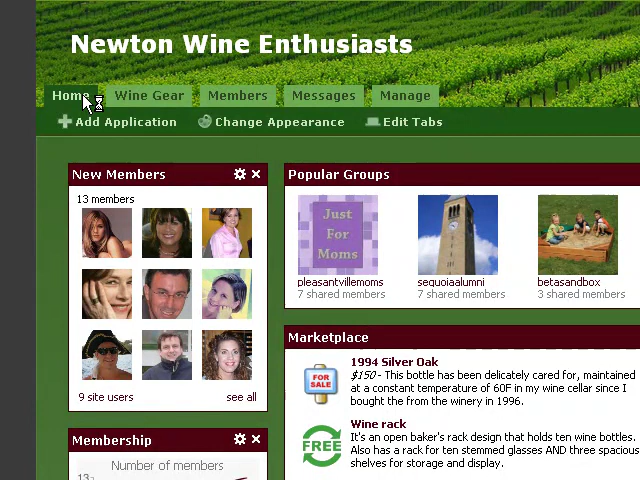 Newton Wine Enthusiasts
Home Wine Gear Members Messages Manage
Add Application Change Appearance Edit Tabs
New Members
13 members
9 site users see all
Membership
Number of members
13
Popular Groups
Just
For
Moms
pleasantvillemoms
7 shared members
sequoiaalumni
7 shared members
betasandbox
3 shared members
Marketplace
FOR
SALE
1994 Silver Oak
$150 - This bottle has been delicately cared for, maintained
at a constant temperature of 60F in my wine cellar since I
bought the from the winery in 1996.
FREE
Wine rack
It's an open baker's rack design that holds ten wine bottles.
Also has a rack for ten stemmed glasses AND three spacious
shelves for storage and display.